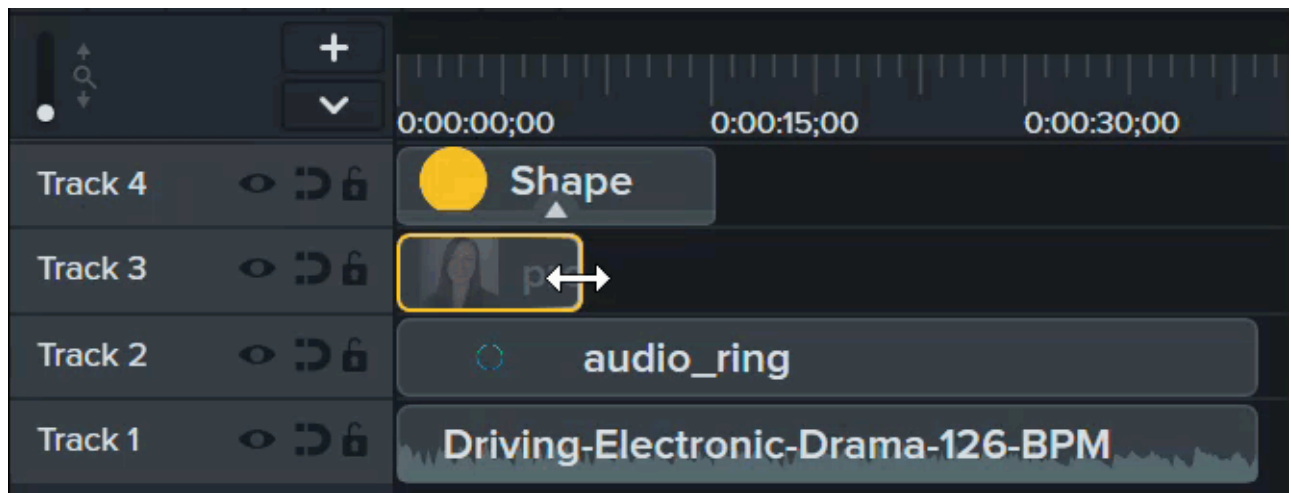 0:00:00;00 0:00:15;00 0:00:30;00
Track 4 Shape
Track 3
Track 2 audio_ring
Track 1 Driving-Electronic-Drama-126-BPM